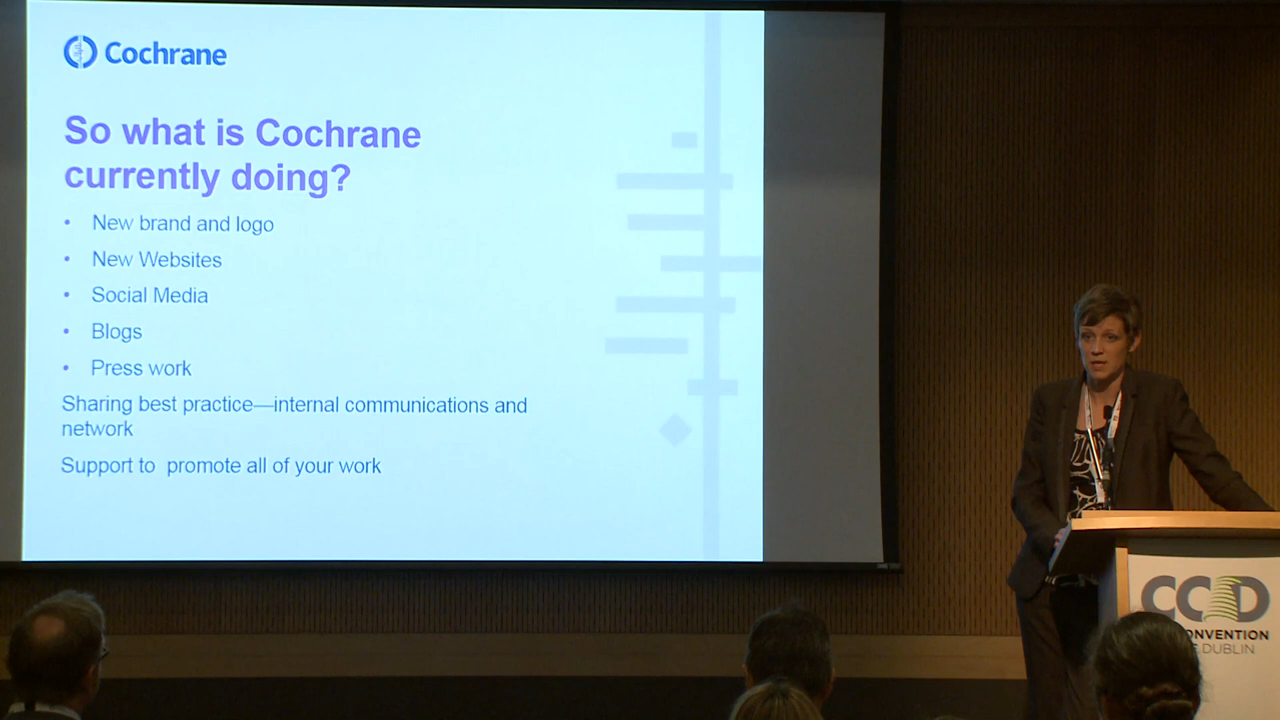 Cochrane
So what is Cochrane
currently doing?
• New brand and logo
• New Websites
• Social Media
• Blogs
• Press work
Sharing best practice—internal communications and
network
Support to  promote all of your work
CCD
ONVENTION
DUBLIN